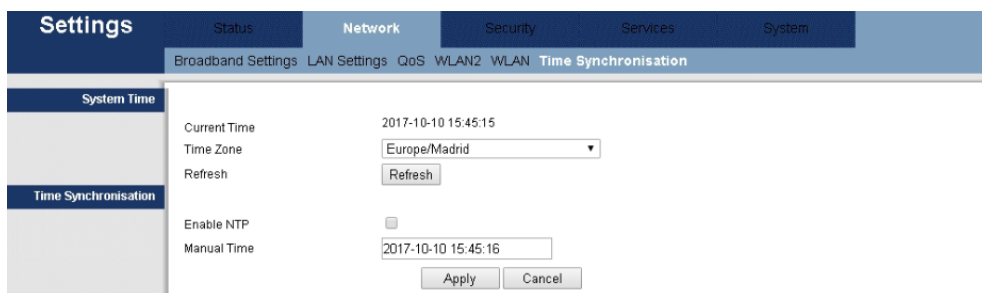 Settings
Status Network Security Services System
Broadband Settings LAN Settings QoS WLAN2 WLAN Time Synchronisation
System Time
Current Time 2017-10-10 15:45:15
Time Zone Europe/Madrid
Refresh Refresh
Time Synchronisation
Enable NTP
Manual Time 2017-10-10 15:45:16
Apply Cancel